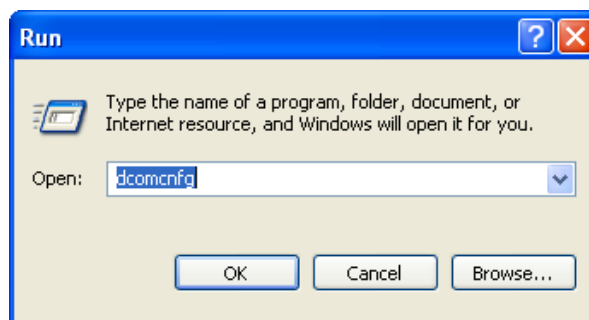 Run
Type the name of a program, folder, document, or
Internet resource, and Windows will open it for you.
Open: dcomcnfg
OK Cancel Browse...